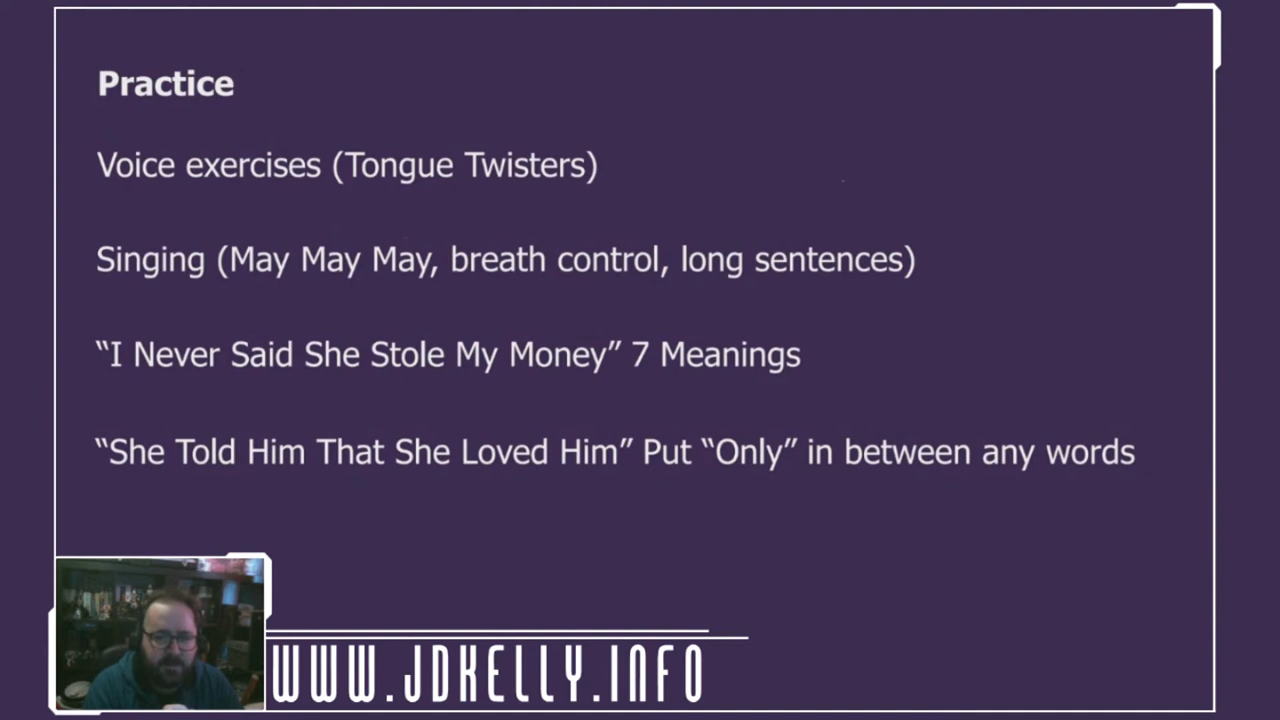 Practice
Voice exercises (Tongue Twisters)
Singing (May May May, breath control, long sentences)
“I Never Said She Stole My Money” 7 Meanings
“She Told Him That She Loved Him” Put “Only” in between any words
WWW.JDKELLY.INFO